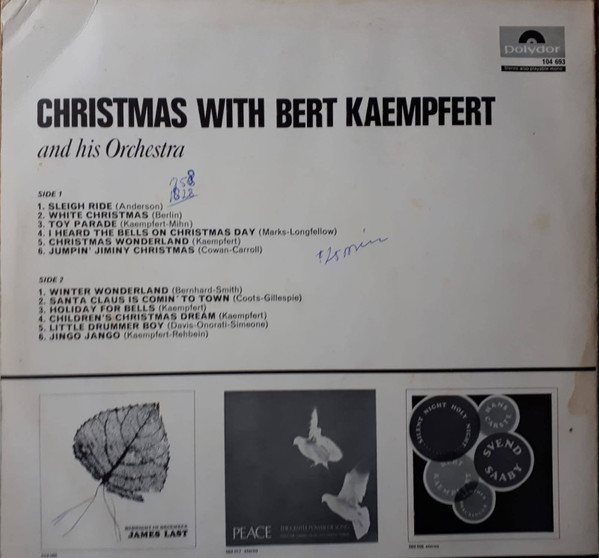 polydor
104 693
CHRISTMAS WITH BERT KAEMPFERT
and his Orchestra
SIDE 1
1. SLEIGH RIDE (Anderson)
2. WHITE CHRISTMAS (Berlin)
3. TOY PARADE (Kaempfert-Mihn)
4. I HEARD THE BELLS ON CHRISTMAS DAY (Marks-Longfellow)
5. CHRISTMAS WONDERLAND (Kaempfert)
6. JUMPIN' JIMINY CHRISTMAS (Cowan-Carroll)
SIDE 2
1. WINTER WONDERLAND (Bernhard-Smith)
2. SANTA CLAUS IS COMIN' TO TOWN (Coots-Gillespie)
3. HOLIDAY FOR BELLS (Kaempfert)
4. CHILDREN'S CHRISTMAS DREAM (Kaempfert)
5. LITTLE DRUMMER BOY (Davis-Onorati-Simeone)
6. JINGO JANGO (Kaempfert-Rehbein)
JAMES LAST
PEACE
SILENT NIGHT HOLY NIGHT
SVEND SAABY